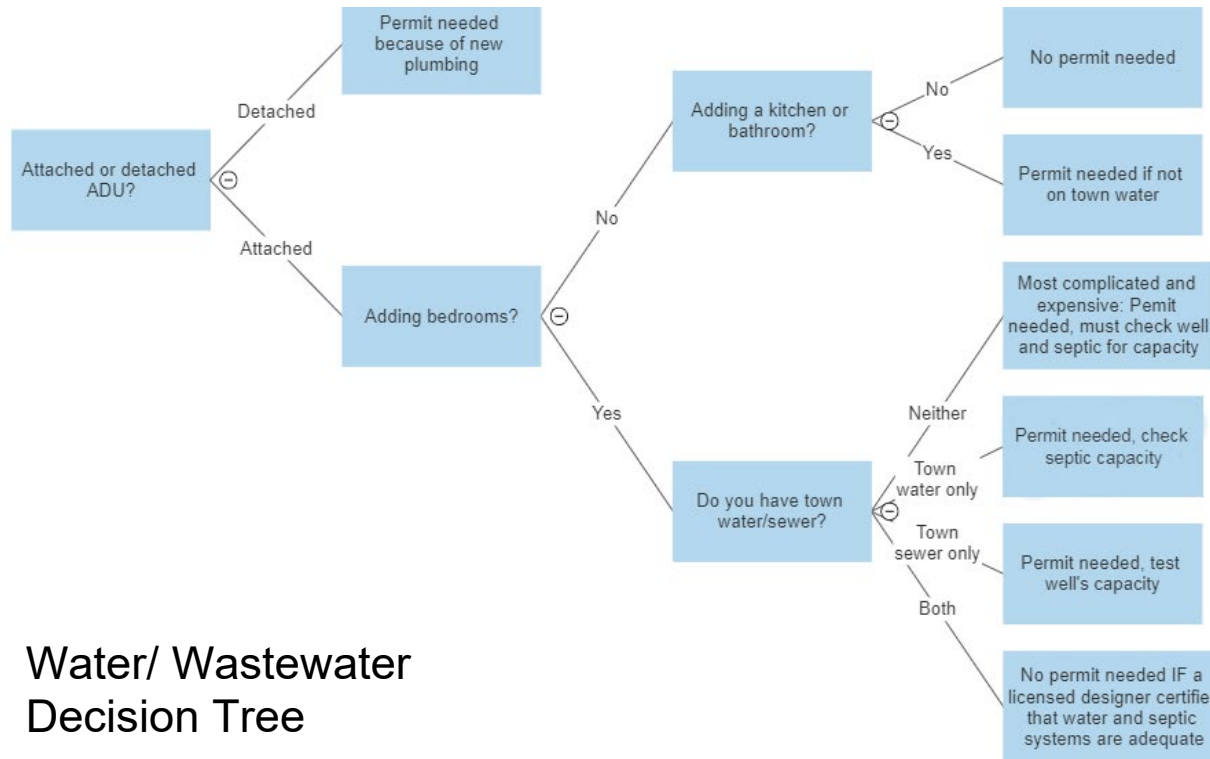 Permit needed
because of new
plumbing
Detached
Attached or detached
ADU?
Attached
Adding bedrooms?
No
Yes
Adding a kitchen or
bathroom?
No
Yes
No permit needed
Permit needed if not
on town water
Do you have town
water/sewer?
Neither
Town
water only
Town
sewer only
Both
Most complicated and
expensive: Pemit
needed, must check well
and septic for capacity
Permit needed, check
septic capacity
Permit needed, test
well's capacity
No permit needed IF a
licensed designer certifie
that water and septic
systems are adequate
Water/ Wastewater
Decision Tree